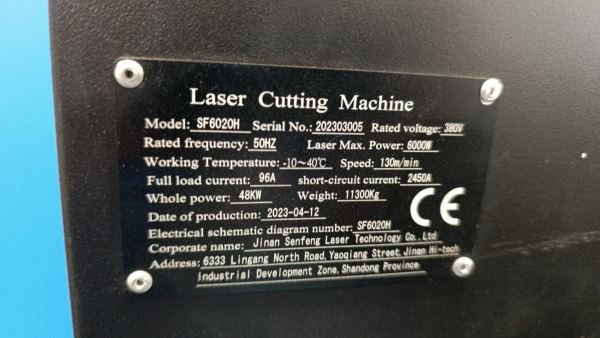 Laser Cutting Machine
Model: SF6020H Serial No.: 202303005 Rated voltage: 380V
Rated frequency: 50HZ Laser Max. Power: 6000W
Working Temperature: -10～40℃ Speed: 130m/min
Full load current: 96A short-circuit current: 2450A
Whole power: 48KW Weight: 11300Kg
Date of production: 2023-04-12
Electrical schematic diagram number: SF6020H
Corporate name: Jinan Senfeng Laser Technology Co., Ltd
Address: 6333 Lingang North Road, Yaoqiang Street, Jinan Hi-tech
Industrial Development Zone, Shandong Province
CE